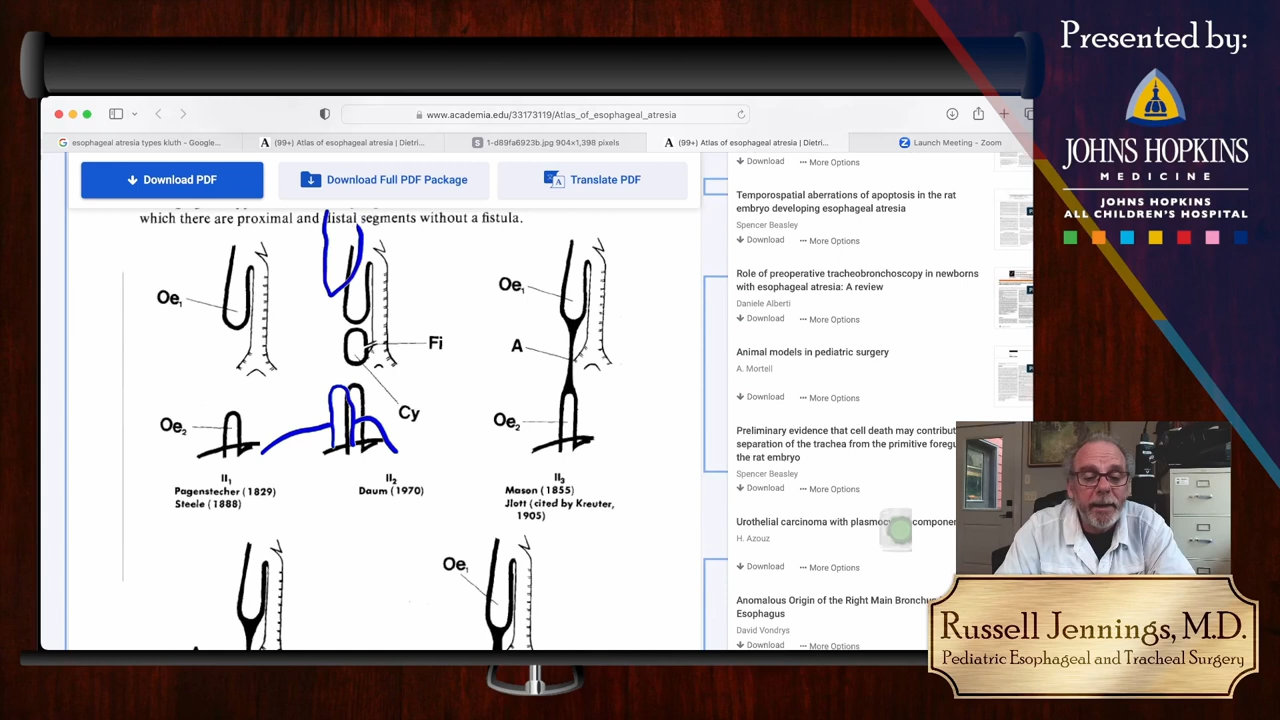 Presented by:
JOHNS HOPKINS
MEDICINE
JOHNS HOPKINS
ALL CHILDREN'S HOSPITAL
www.academia.edu/33173119/Atlas_of_esophageal_atresia
esophageal atresia types kluth - Google...
(99+) Atlas of esophageal atresia | Dietri...
1-d89fa6923b.jpg 904×1,398 pixels
(99+) Atlas of esophageal atresia | Dietri...
Launch Meeting - Zoom
Download PDF
Download Full PDF Package
Translate PDF
which there are proximal and distal segments without a fistula.
Oe1
Fi
Cy
Oe2
Oe1
A
Oe2
II1
Pagenstecher (1829)
Steele (1888)
II2
Daum (1970)
II3
Mason (1855)
Jlott (cited by Kreuter,
1905)
Oe1
Download
More Options
Temporospatial aberrations of apoptosis in the rat
embryo developing esophageal atresia
Spencer Beasley
Download
More Options
Role of preoperative tracheobronchoscopy in newborns
with esophageal atresia: A review
Daniele Alberti
Download
More Options
Animal models in pediatric surgery
A. Mortell
Download
More Options
Preliminary evidence that cell death may contribut
separation of the trachea from the primitive foregu
the rat embryo
Spencer Beasley
Download
More Options
Urothelial carcinoma with componen
H. Azouz
Download
More Options
Anomalous Origin of the Right Main Bronchu
Esophagus
David Vondrys
Download
More Options
Russell Jennings, M.D.
Pediatric Esophageal and Tracheal Surgery